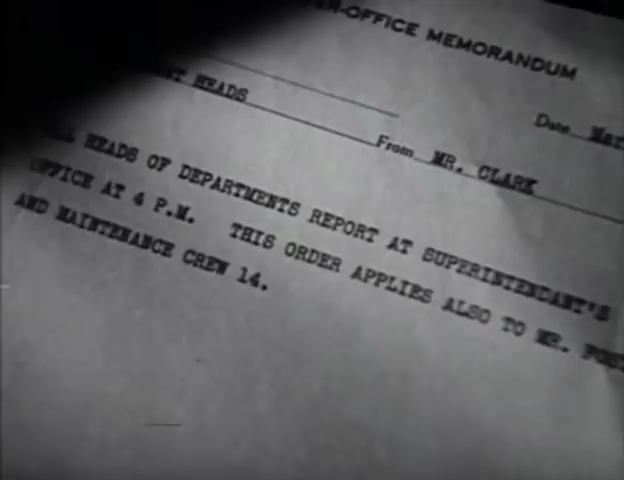 -OFFICE MEMORANDUM
HEADS
Date
From MR. CLARK
HEADS OF DEPARTMENTS REPORT AT SUPERINTENDANT'S
OFFICE AT 4 P.M. THIS ORDER APPLIES ALSO TO MR.
AND MAINTENANCE CREW 14.